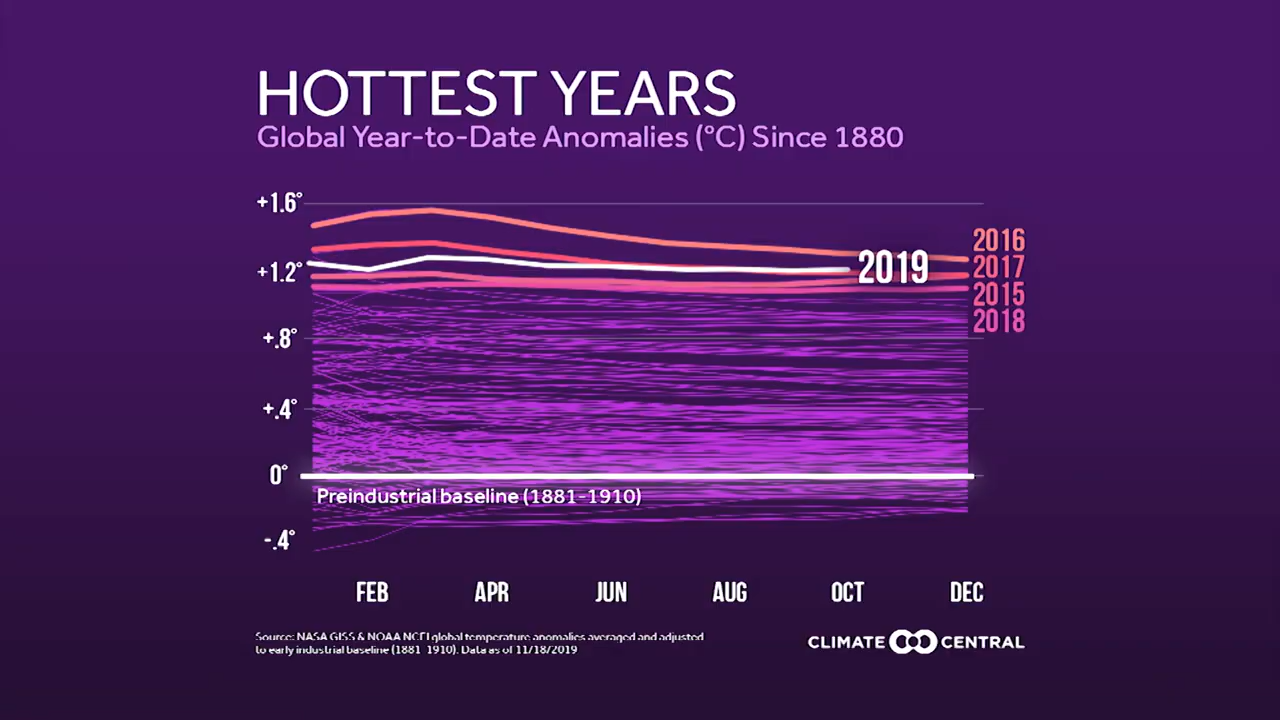 HOTTEST YEARS
Global Year-to-Date Anomalies (°C) Since 1880
+1.6°
+1.2°
+.8°
+.4°
0°
-.4°
2016
2017
2015
2018
2019
Preindustrial baseline (1881-1910)
FEB APR JUN AUG OCT DEC
Source: NASA GISS & NOAA NCEI global temperature anomalies averaged and adjusted
to early industrial baseline (1881-1910). Data as of 11/18/2019
CLIMATE CENTRAL